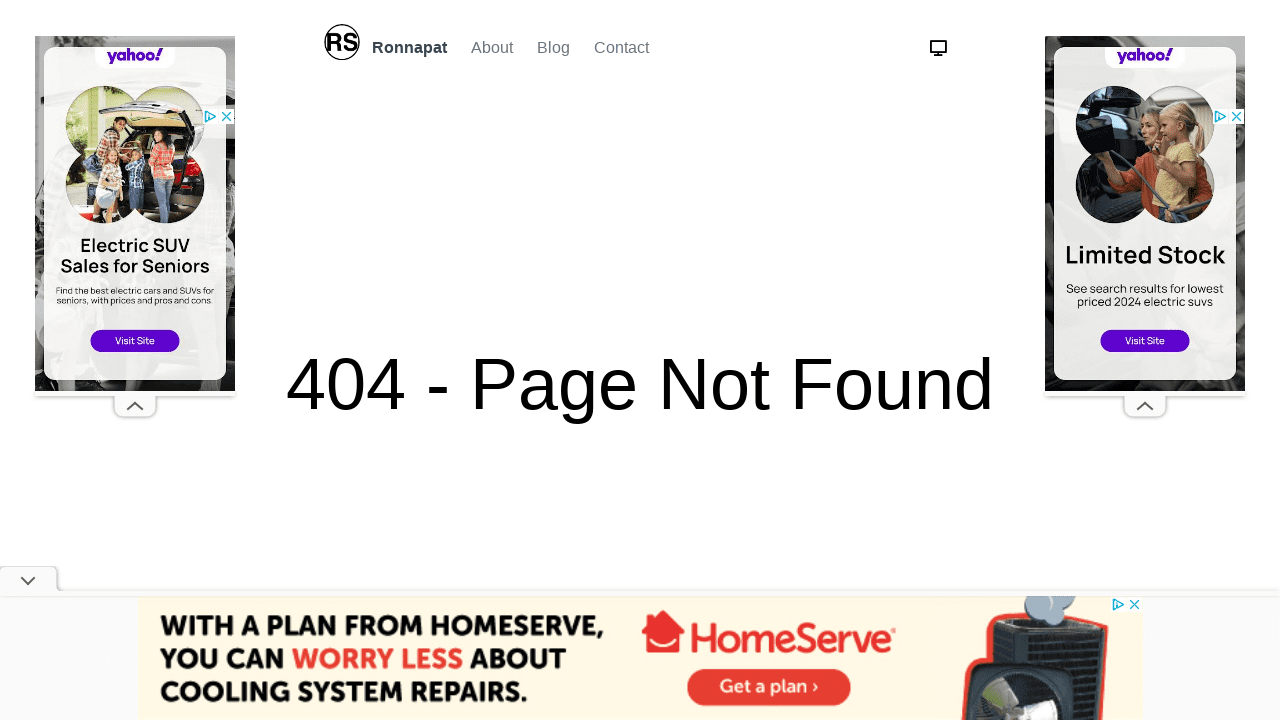 RS
Ronnapat About Blog Contact
yahoo!
Electric SUV
Sales for Seniors
Find the best electric cars and SUVs for
seniors, with prices and pros and cons.
Visit Site
yahoo!
Limited Stock
See search results for lowest
priced 2024 electric suvs
Visit Site
404 - Page Not Found
WITH A PLAN FROM HOMESERVE,
YOU CAN WORRY LESS ABOUT
COOLING SYSTEM REPAIRS.
HomeServe
Get a plan ›